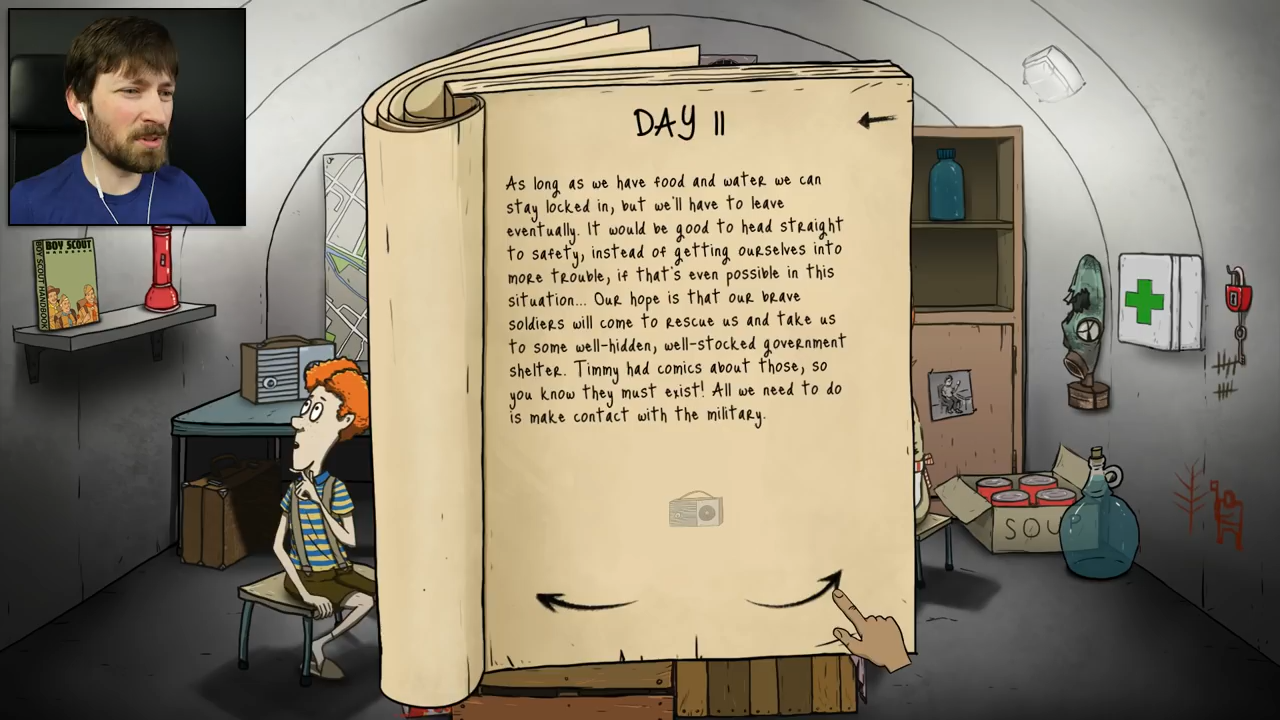 DAY 11
As long as we have food and water we can
stay locked in, but we'll have to leave
eventually. It would be good to head straight
to safety, instead of getting ourselves into
more trouble, if that's even possible in this
situation... Our hope is that our brave
soldiers will come to rescue us and take us
to some well-hidden, well-stocked government
shelter. Timmy had comics about those, so
you know they must exist! All we need to do
is make contact with the military.
BOY SCOUT
BOY SCOUT HANDBOOK
SOU